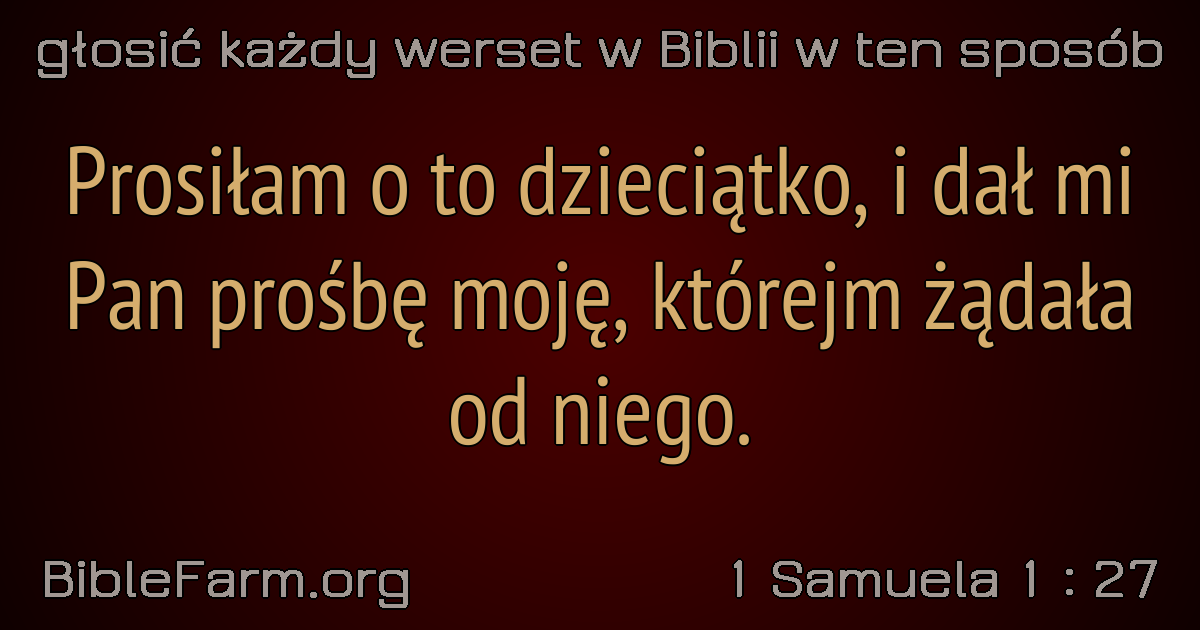 głosić każdy werset w Biblii w ten sposób
Prosiłam o to dzieciątko, i dał mi
Pan prośbę moję, którejm żądała
od niego.
BibleFarm.org
1 Samuela 1 : 27